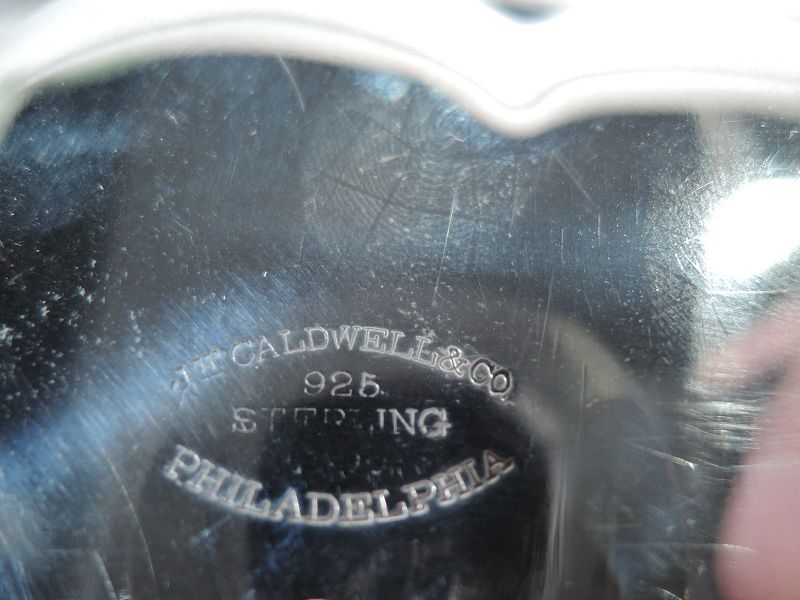 J.E. CALDWELL & CO.
925
STERLING
PHILADELPHIA